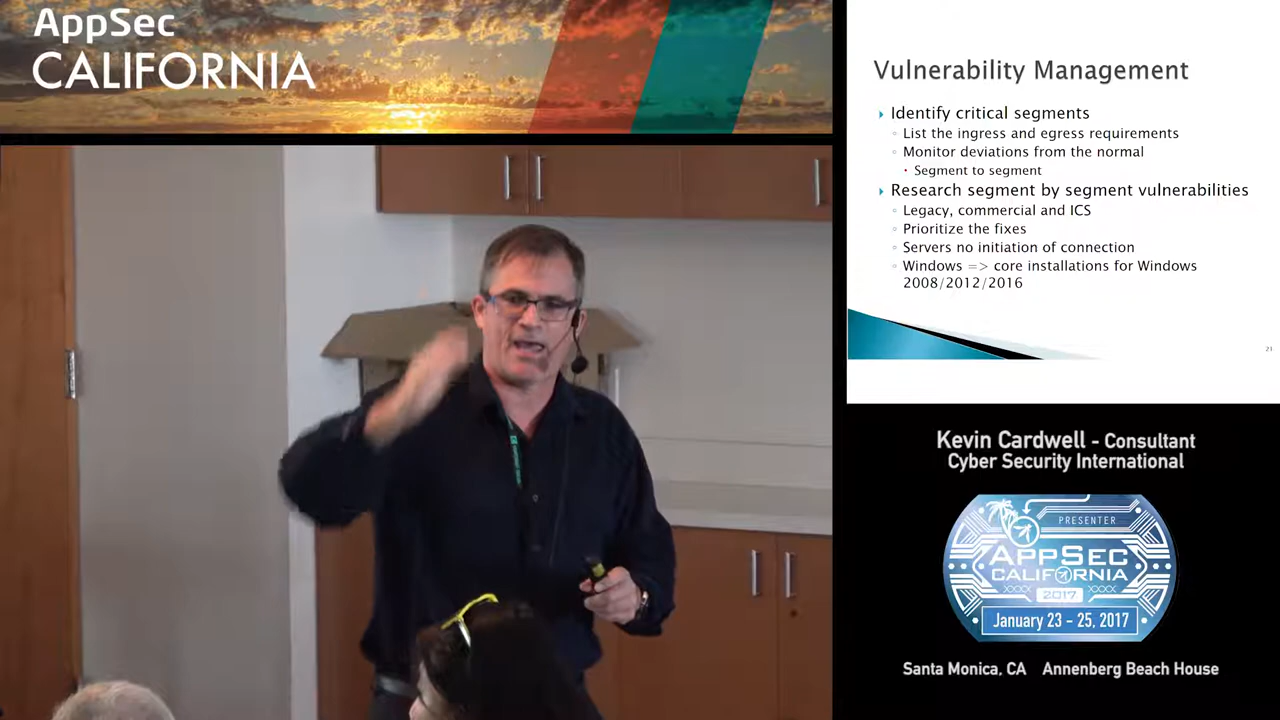 AppSec
CALIFORNIA
Vulnerability Management
Identify critical segments
List the ingress and egress requirements
Monitor deviations from the normal
Segment to segment
Research segment by segment vulnerabilities
Legacy, commercial and ICS
Prioritize the fixes
Servers no initiation of connection
Windows => core installations for Windows
2008/2012/2016
21
Kevin Cardwell - Consultant
Cyber Security International
PRESENTER
APPSEC
CALIFORNIA
XXXX 2017 XXXX
January 23 - 25, 2017
Santa Monica, CA Annenberg Beach House